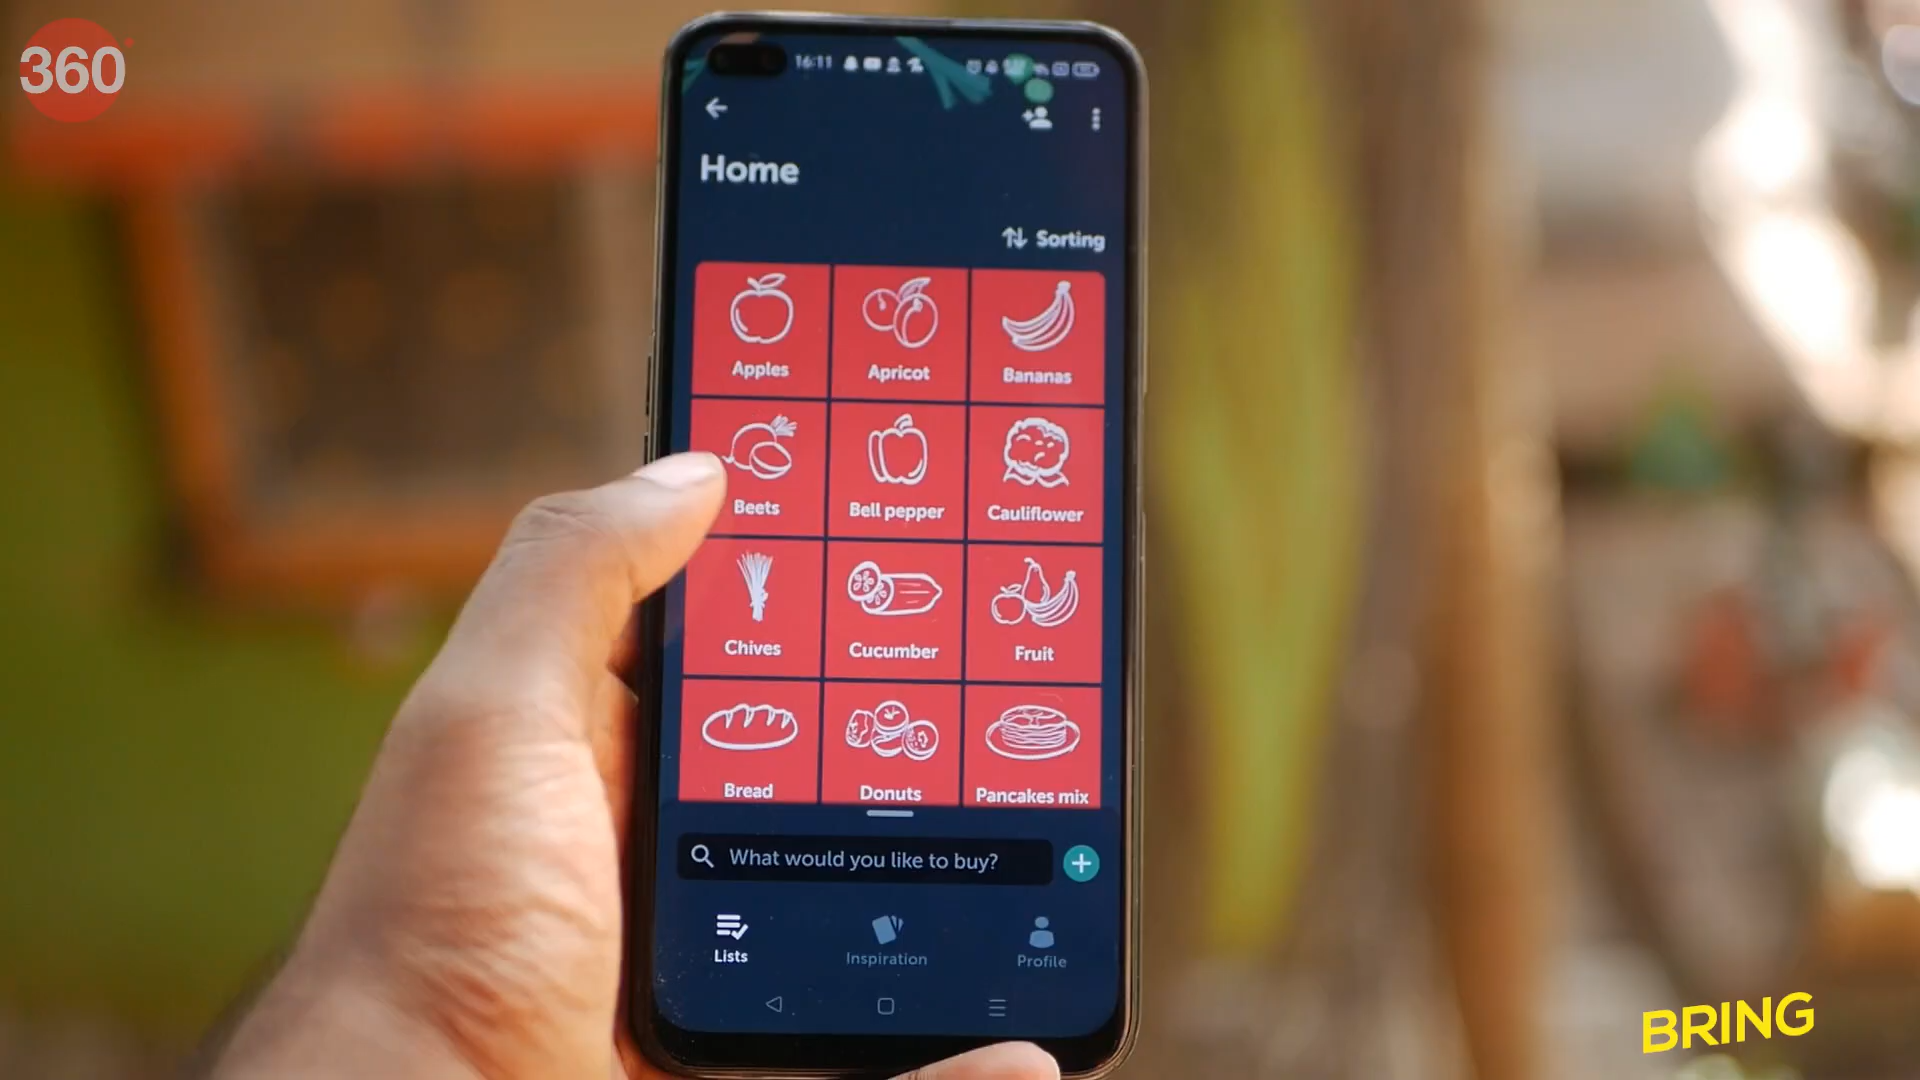 360
16:11
Home
Sorting
Apples
Apricot
Bananas
Beets
Bell pepper
Cauliflower
Chives
Cucumber
Fruit
Bread
Donuts
Pancakes mix
What would you like to buy?
Lists
Inspiration
Profile
BRING